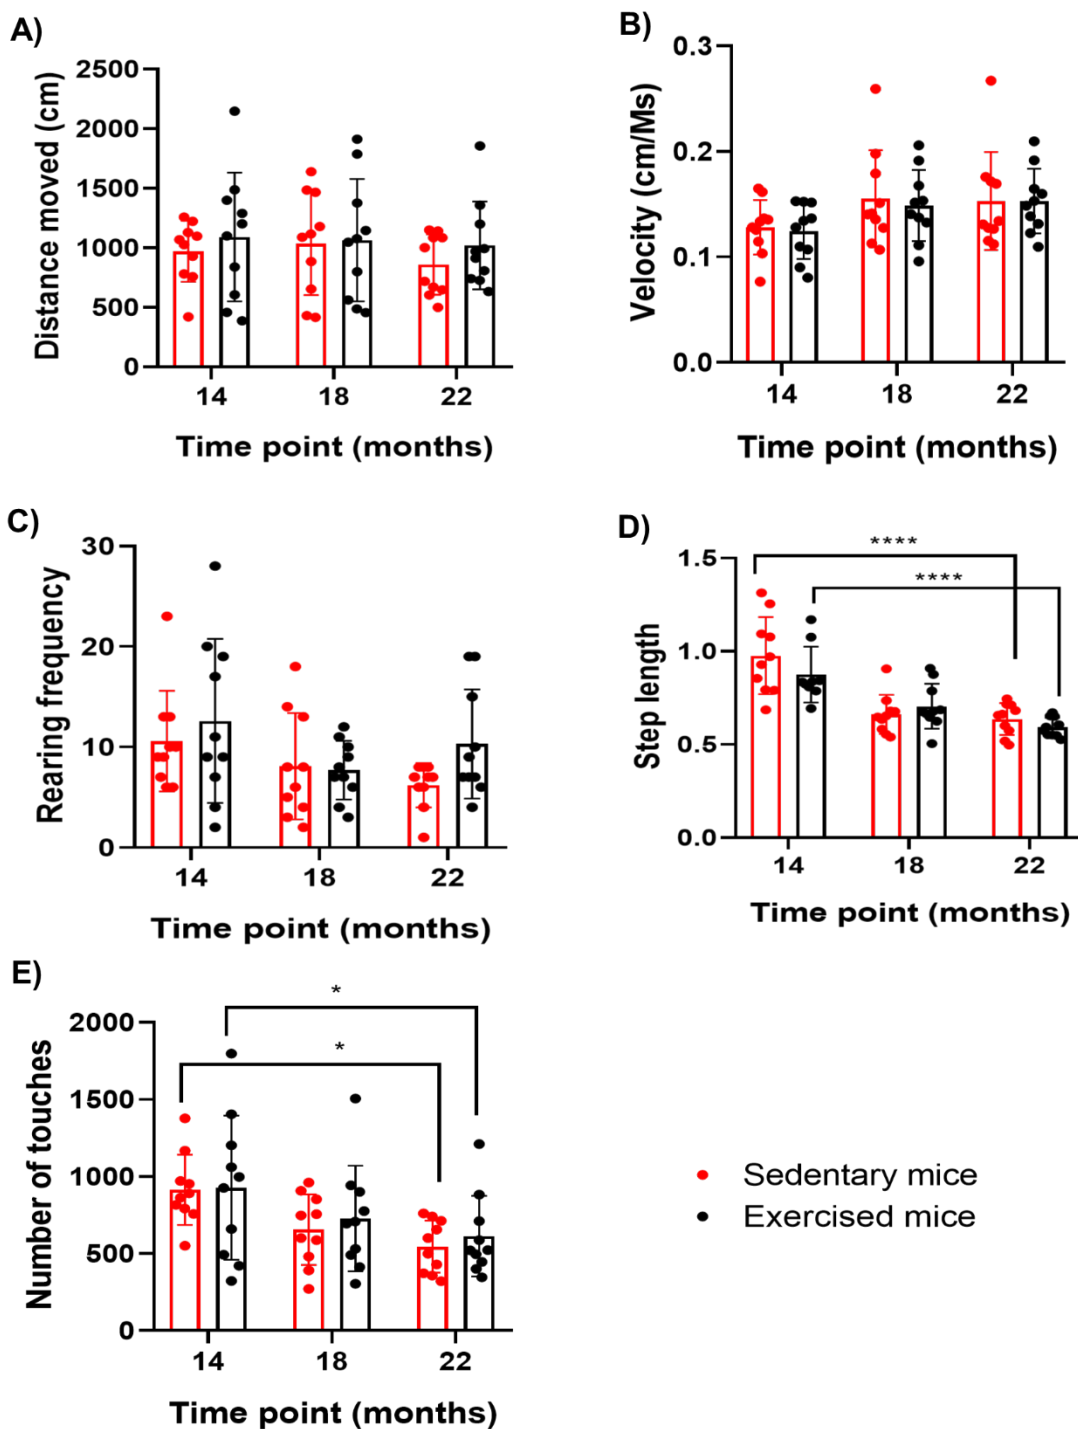 A)
Distance moved (cm)
2500
2000
1500
1000
500
0
14 18 22
Time point (months)
B)
Velocity (cm/Ms)
0.3
0.2
0.1
0.0
14 18 22
Time point (months)
C)
Rearing frequency
30
20
10
0
14 18 22
Time point (months)
D)
Step length
1.5
1.0
0.5
0.0
****
****
14 18 22
Time point (months)
E)
Number of touches
2000
1500
1000
500
0
*
*
14 18 22
Time point (months)
Sedentary mice
Exercised mice